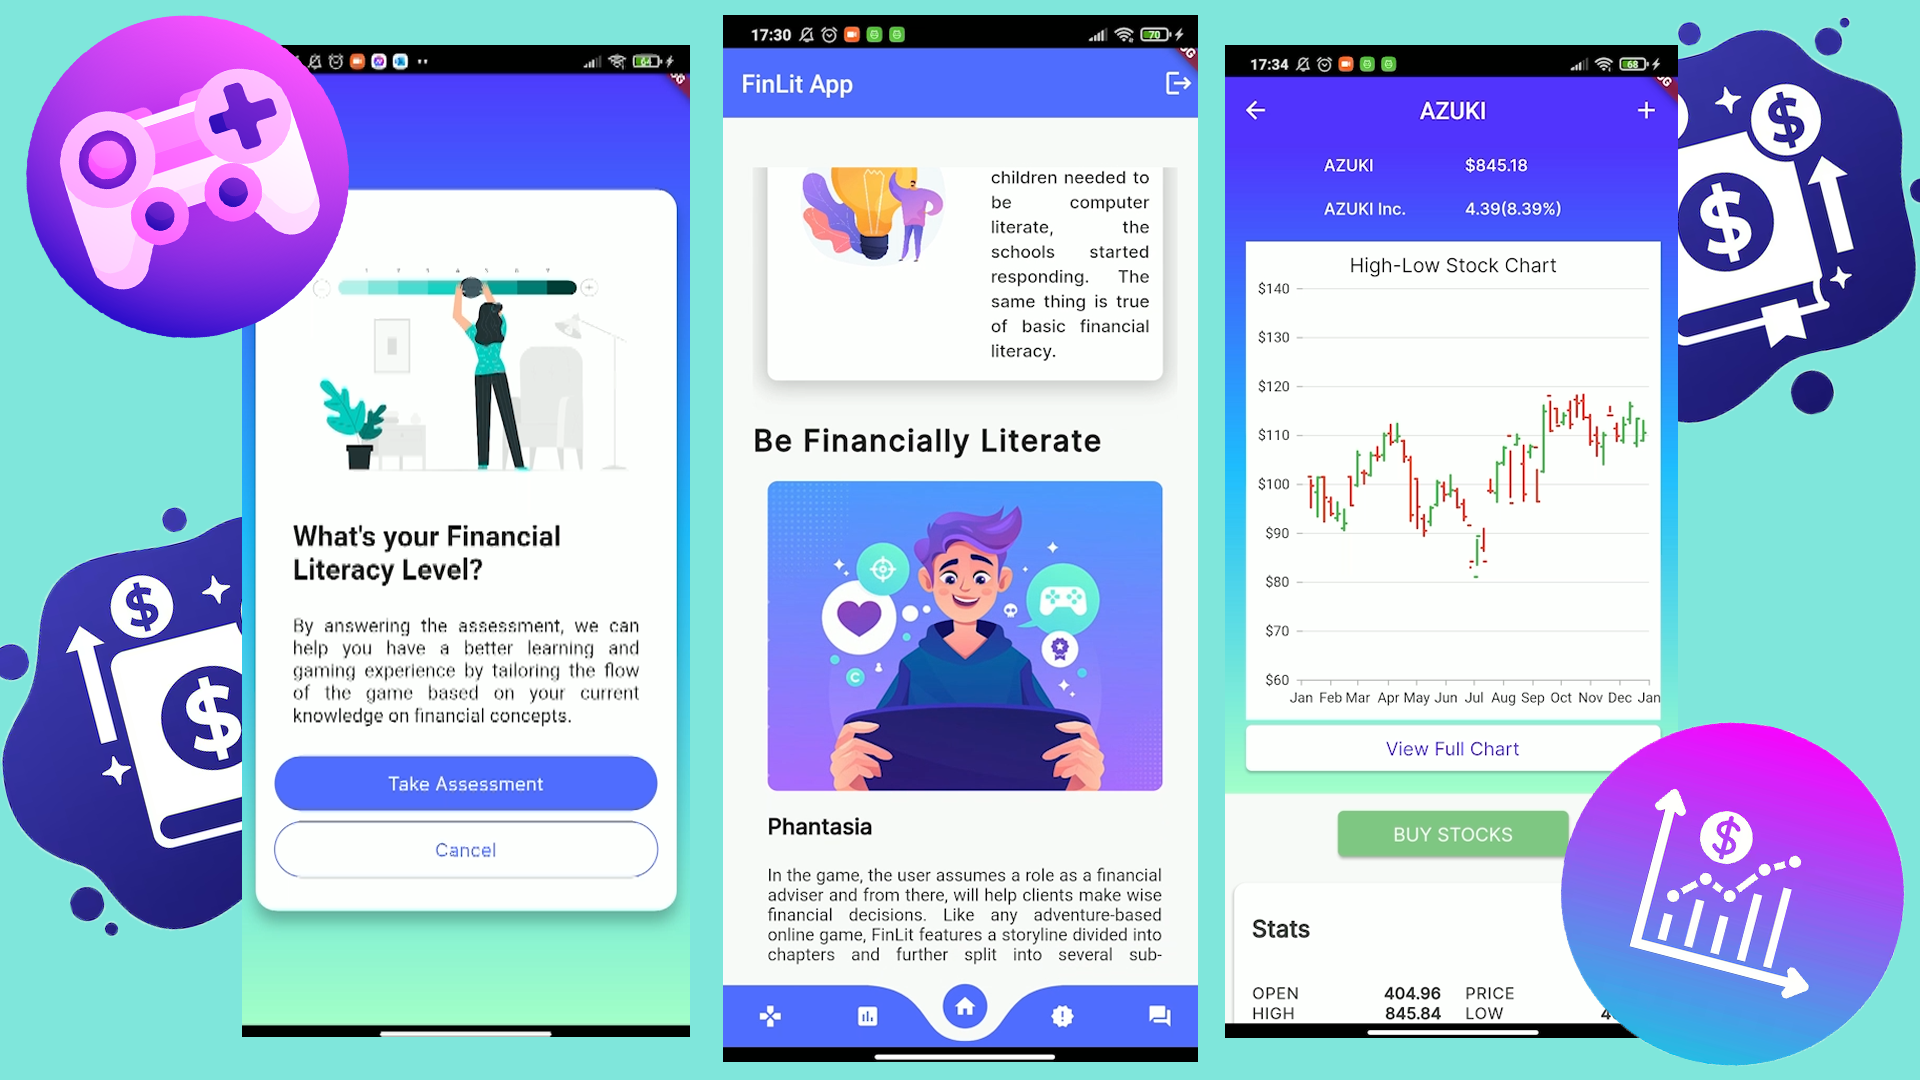 64
What's your Financial
Literacy Level?
By answering the assessment, we can
help you have a better learning and
gaming experience by tailoring the flow
of the game based on your current
knowledge on financial concepts.
Take Assessment
Cancel
17:30
70
FinLit App
children needed to
be computer
literate, the
schools started
responding. The
same thing is true
of basic financial
literacy.
Be Financially Literate
C
Phantasia
In the game, the user assumes a role as a financial
adviser and from there, will help clients make wise
financial decisions. Like any adventure-based
online game, FinLit features a storyline divided into
chapters and further split into several sub-
17:34
68
AZUKI
AZUKI $845.18
AZUKI Inc. 4.39(8.39%)
High-Low Stock Chart
$140
$130
$120
$110
$100
$90
$80
$70
$60
Jan Feb Mar Apr May Jun Jul Aug Sep Oct Nov Dec Jan
View Full Chart
BUY STOCKS
Stats
OPEN 404.96 PRICE
HIGH 845.84 LOW 4
$
$
$
$
$